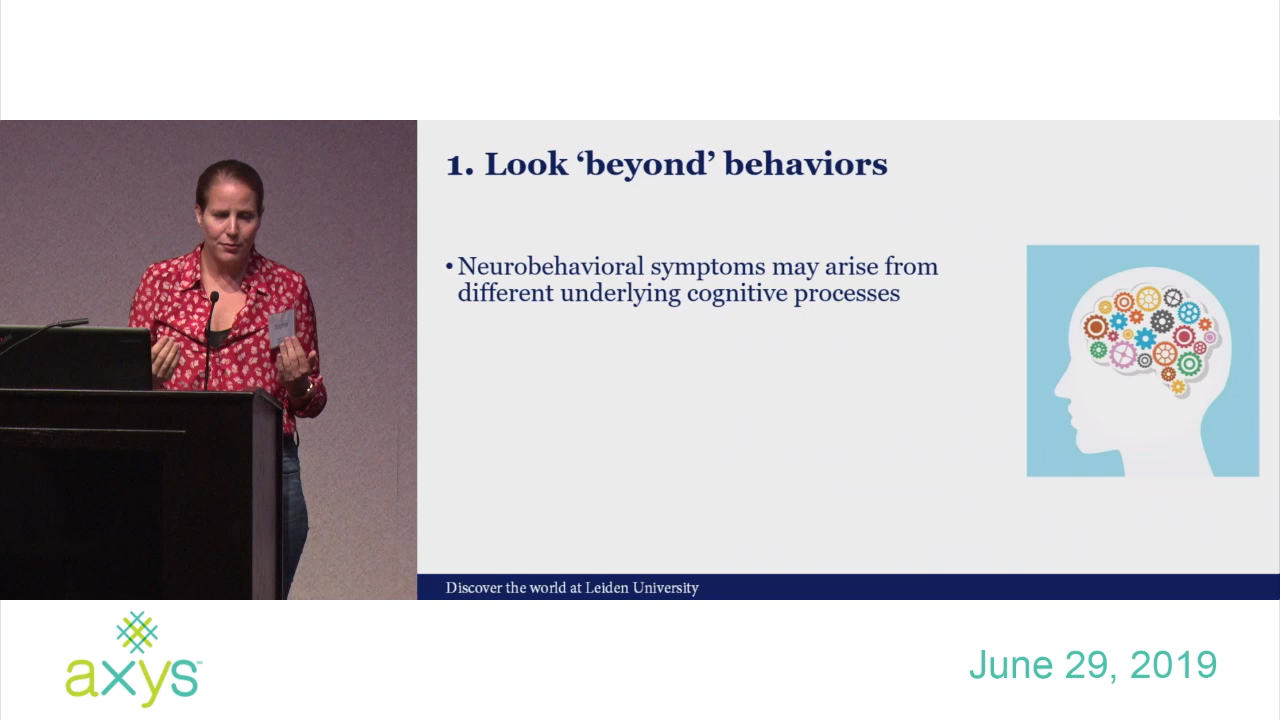 1. Look ‘beyond’ behaviors
• Neurobehavioral symptoms may arise from
different underlying cognitive processes
Discover the world at Leiden University
axys™
June 29, 2019